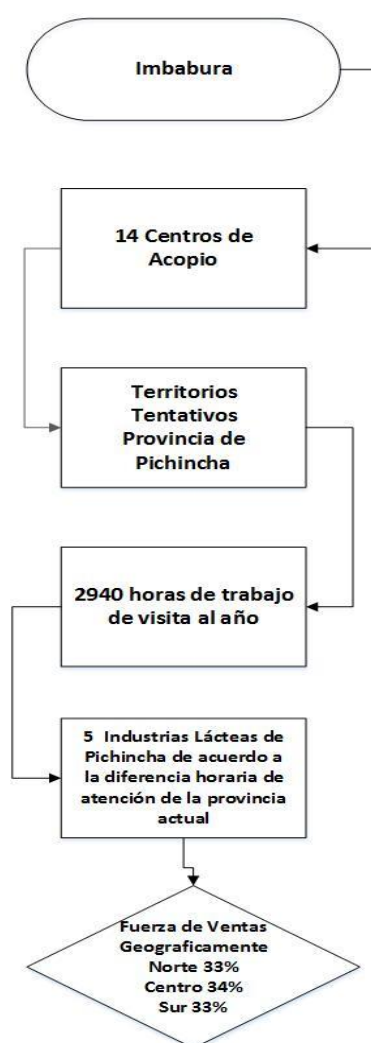 Imbabura
14 Centros de
Acopio
Territorios
Tentativos
Provincia de
Pichincha
2940 horas de trabajo
de visita al año
5 Industrias Lácteas de
Pichincha de acuerdo a
la diferencia horaria de
atención de la provincia
actual
Fuerza de Ventas
Geograficamente
Norte 33%
Centro 34%
Sur 33%